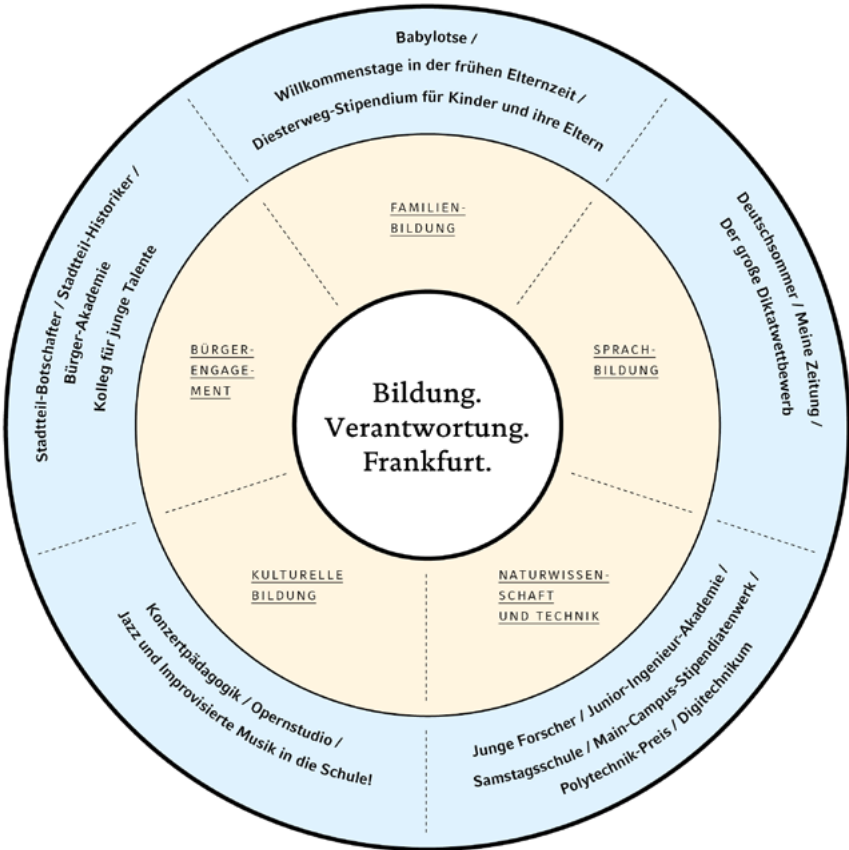 Babylotse /
Willkommenstage in der frühen Elternzeit /
Diesterweg-Stipendium für Kinder und ihre Eltern
FAMILIEN-
BILDUNG
Deutschsommer / Meine Zeitung /
Der große Diktatwettbewerb
SPRACH-
BILDUNG
Stadtteil-Botschafter / Stadtteil-Historiker /
Bürger-Akademie
Kolleg für junge Talente
BÜRGER-
ENGAGE-
MENT
Bildung.
Verantwortung.
Frankfurt.
KULTURELLE
BILDUNG
Konzertpädagogik / Opernstudio /
Jazz und Improvisierte Musik in die Schule!
NATURWISSEN-
SCHAFT
UND TECHNIK
Junge Forscher / Junior-Ingenieur-Akademie /
Samstagsschule / Main-Campus-Stipendiatenwerk /
Polytechnik-Preis / Digitechnikum